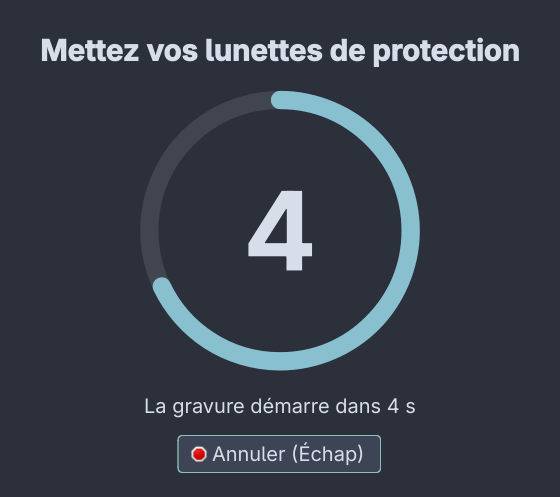 Mettez vos lunettes de protection
4
La gravure démarre dans 4 s
Annuler (Échap)